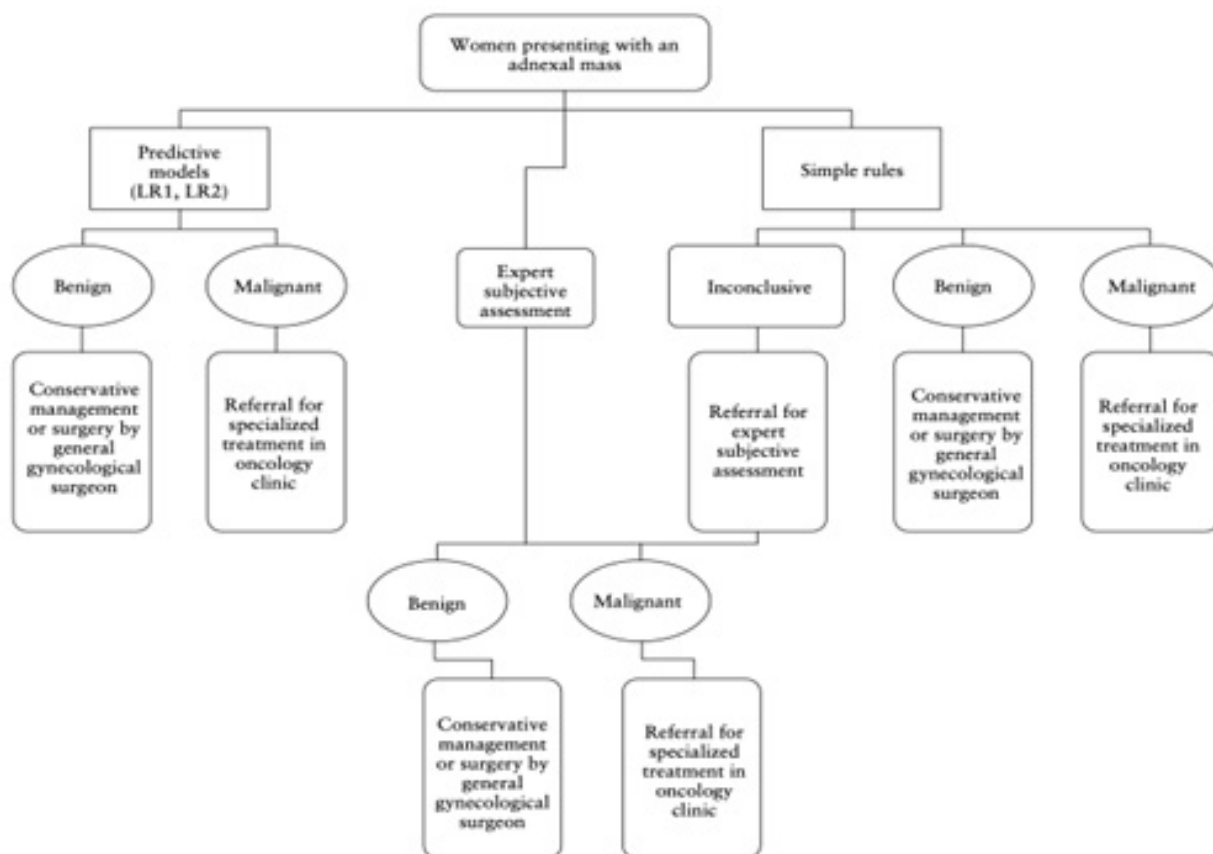 Women presenting with an
adnexal mass
Predictive
models
(LR1, LR2)
Simple rules
Benign
Malignant
Expert
subjective
assessment
Inconclusive
Benign
Malignant
Conservative
management
or surgery by
general
gynecological
surgeon
Referral for
specialized
treatment in
oncology
clinic
Referral for
expert
subjective
assessment
Conservative
management
or surgery by
general
gynecological
surgeon
Referral for
specialized
treatment in
oncology clinic
Benign
Malignant
Conservative
management
or surgery by
general
gynecological
surgeon
Referral for
specialized
treatment in
oncology clinic